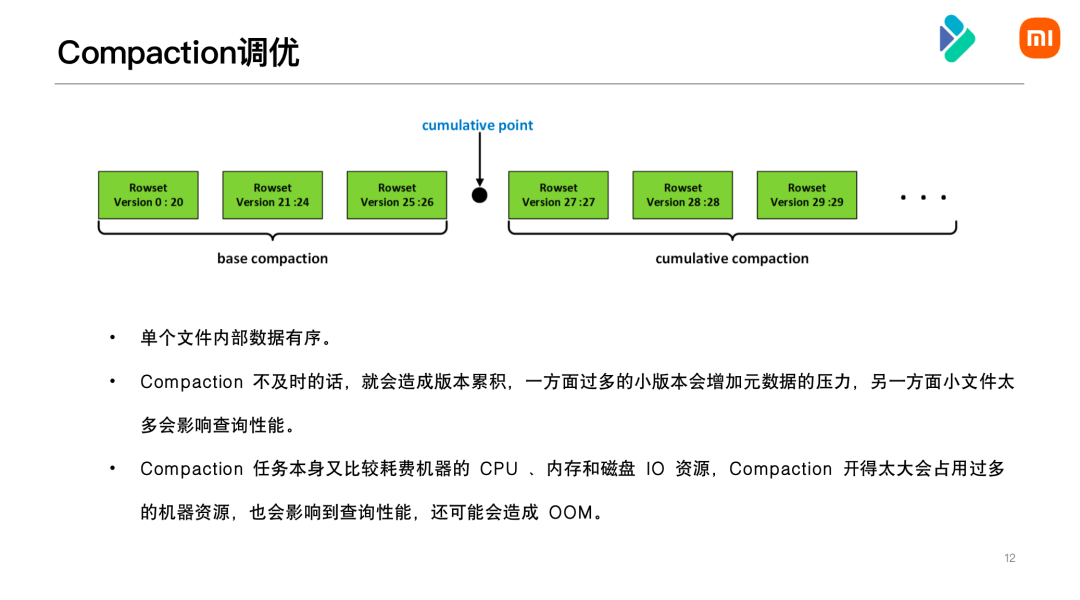 Compaction调优
mi
cumulative point
Rowset
Version 0 : 20
Rowset
Version 21 :24
Rowset
Version 25 :26
Rowset
Version 27 :27
Rowset
Version 28 :28
Rowset
Version 29 :29
. . .
base compaction
cumulative compaction
• 单个文件内部数据有序。
• Compaction 不及时的话，就会造成版本累积，一方面过多的小版本会增加元数据的压力，另一方面小文件太
多会影响查询性能。
• Compaction 任务本身又比较耗费机器的 CPU 、内存和磁盘 IO 资源，Compaction 开得太大会占用过多
的机器资源，也会影响到查询性能，还可能会造成 OOM。
12